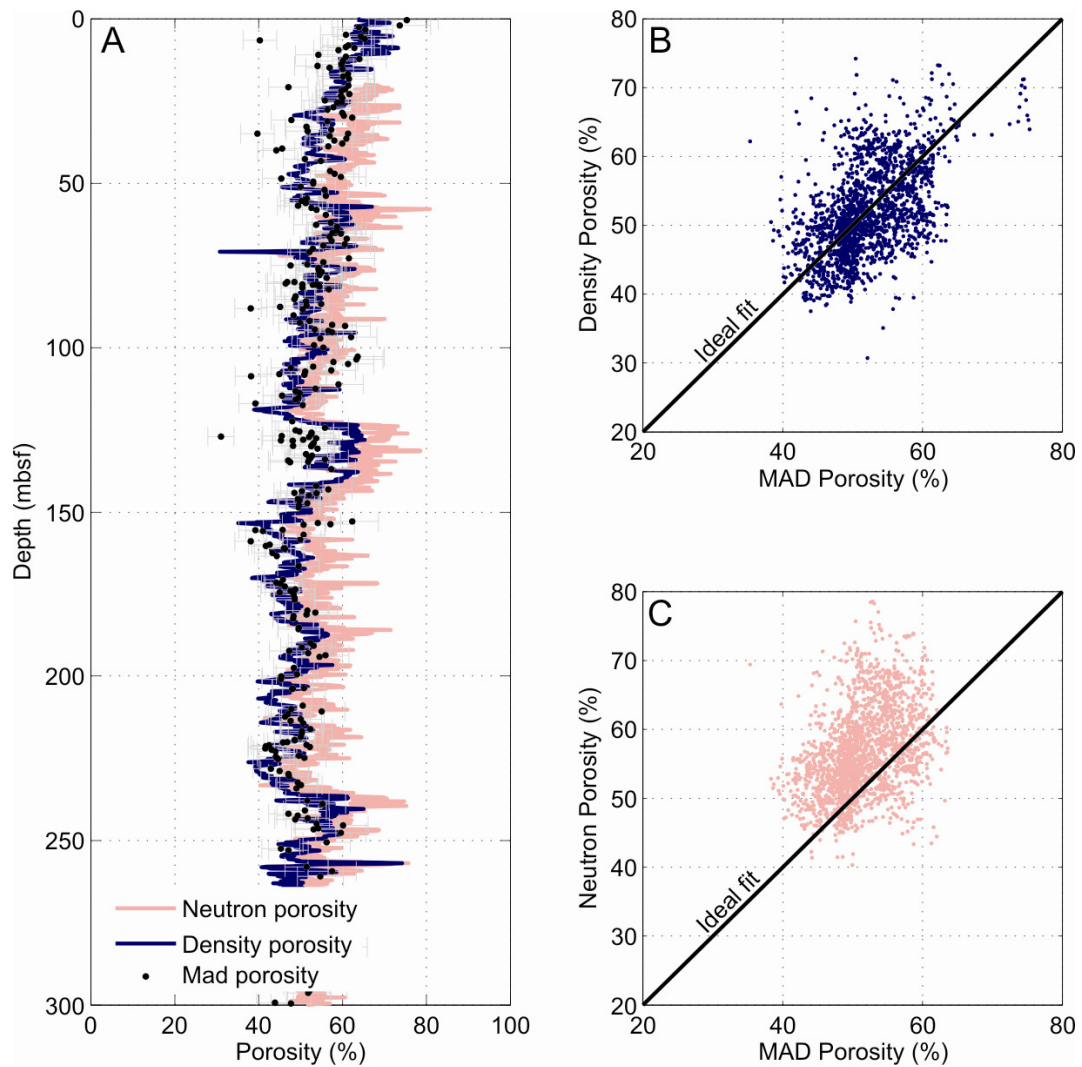 A
0
50
100
150
200
250
300
Depth (mbsf)
Neutron porosity
Density porosity
Mad porosity
0 20 40 60 80 100
Porosity (%)
B
80
70
60
50
40
30
20
Density Porosity (%)
Ideal fit
20 40 60 80
MAD Porosity (%)
C
80
70
60
50
40
30
20
Neutron Porosity (%)
Ideal fit
20 40 60 80
MAD Porosity (%)